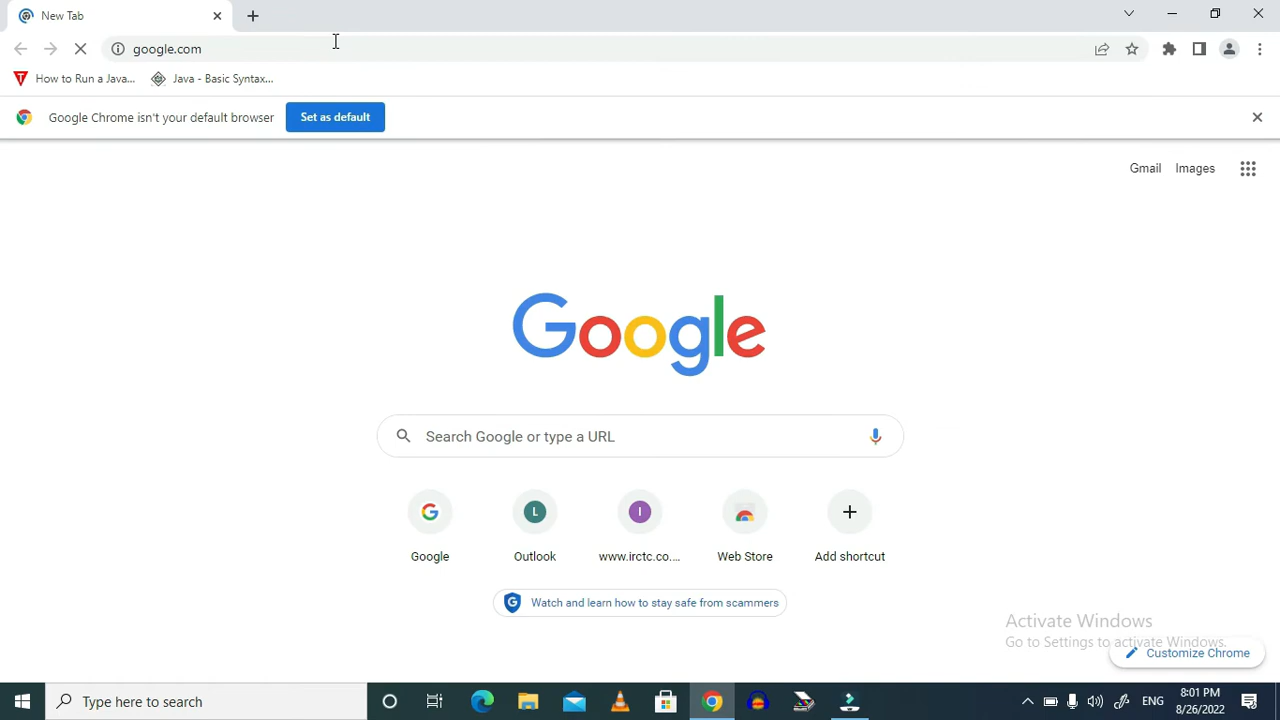 New Tab
google.com
How to Run a Java...
Java - Basic Syntax...
Google Chrome isn't your default browser
Set as default
Gmail
Images
Google
Search Google or type a URL
G
L
I
Google
Outlook
www.irctc.co....
Web Store
Add shortcut
G
Watch and learn how to stay safe from scammers
Activate Windows
Go to Settings to activate Windows.
Customize Chrome
Type here to search
ENG
8:01 PM
8/26/2022